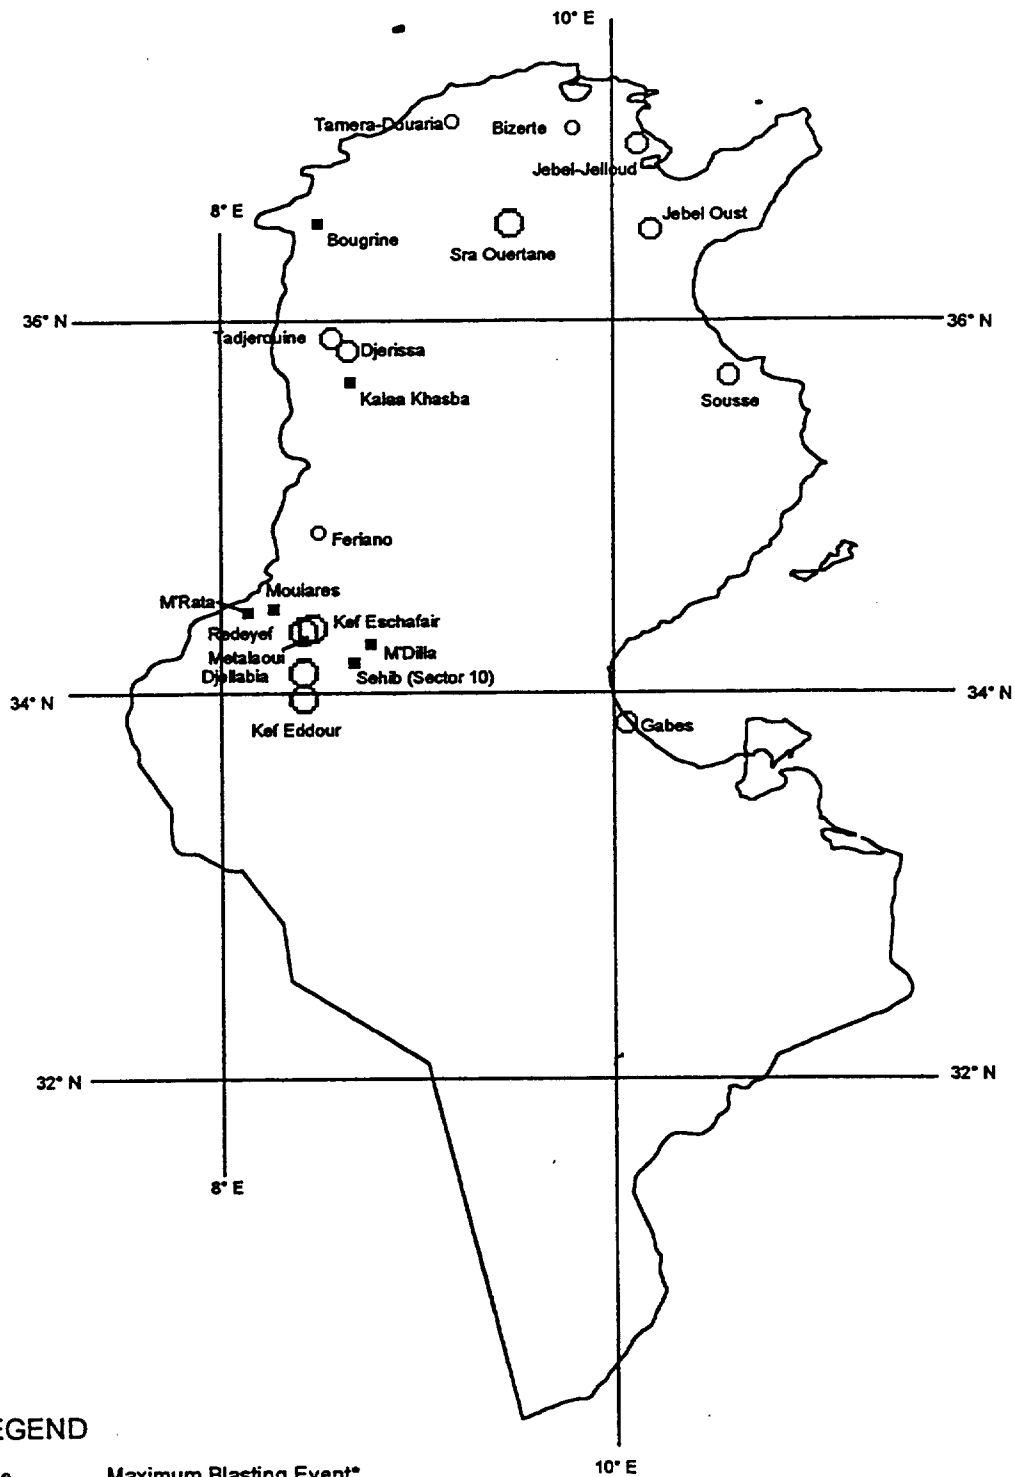 10° E
Tamera-Douaria
Bizerte
Jebel-Jelloud
8° E
Jebel Oust
Bougrine
Sra Ouertane
36° N
36° N
Tadjerouine
Djerissa
Kalaa Khasba
Sousse
Feriano
Moulares
M'Rata
Kef Eschafair
Redeyef
M'Dilla
Metalaoui
Djellabia
Sehib (Sector 10)
34° N
34° N
Kef Eddour
Gabes
32° N
32° N
8° E
EGEND
Maximum Blasting Event*
10° E